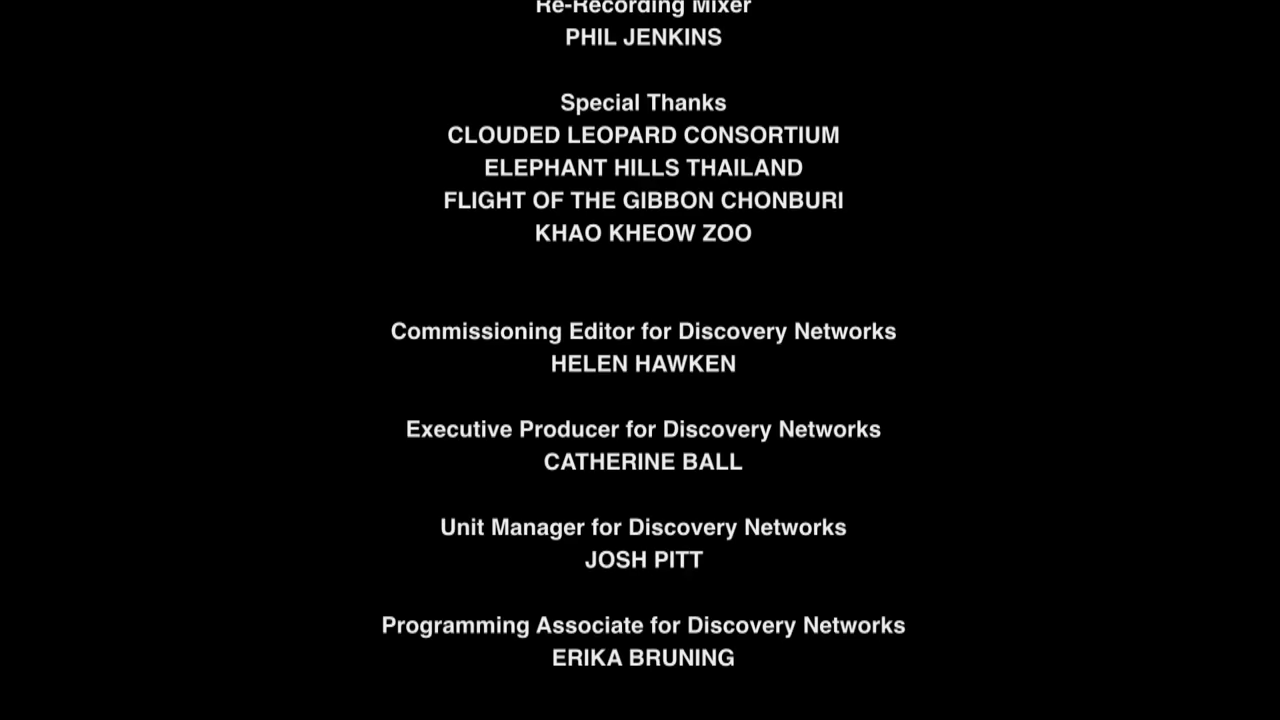 Re-Recording Mixer
PHIL JENKINS
Special Thanks
CLOUDED LEOPARD CONSORTIUM
ELEPHANT HILLS THAILAND
FLIGHT OF THE GIBBON CHONBURI
KHAO KHEOW ZOO
Commissioning Editor for Discovery Networks
HELEN HAWKEN
Executive Producer for Discovery Networks
CATHERINE BALL
Unit Manager for Discovery Networks
JOSH PITT
Programming Associate for Discovery Networks
ERIKA BRUNING